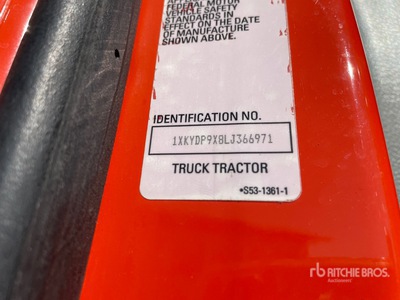 FEDERAL MOTOR
VEHICLE SAFETY
STANDARDS IN
EFFECT ON THE DATE
OF MANUFACTURE
SHOWN ABOVE.
IDENTIFICATION NO.
1XKYDP9X8LJ366971
TRUCK TRACTOR
*S53-1361-1
rb RITCHIE BROS.
Auctioneers